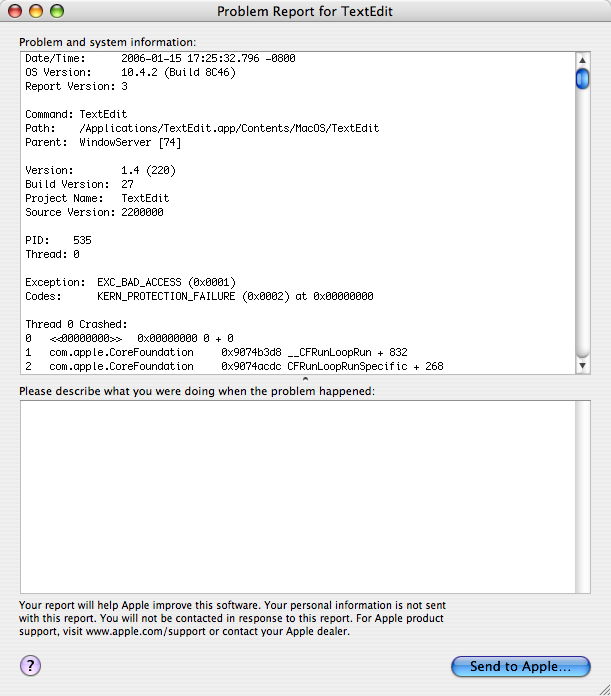 Problem Report for TextEdit
Problem and system information:
Date/Time:      2006-01-15 17:25:32.796 -0800
OS Version:     10.4.2 (Build 8C46)
Report Version: 3
Command: TextEdit
Path:    /Applications/TextEdit.app/Contents/MacOS/TextEdit
Parent:  WindowServer [74]
Version:        1.4 (220)
Build Version:  27
Project Name:   TextEdit
Source Version: 2200000
PID:    535
Thread: 0
Exception:  EXC_BAD_ACCESS (0x0001)
Codes:      KERN_PROTECTION_FAILURE (0x0002) at 0x00000000
Thread 0 Crashed:
0   <<00000000>>   0x00000000 0 + 0
1   com.apple.CoreFoundation    0x9074b3d8 __CFRunLoopRun + 832
2   com.apple.CoreFoundation    0x9074acdc CFRunLoopRunSpecific + 268
Please describe what you were doing when the problem happened:
Your report will help Apple improve this software. Your personal information is not sent
with this report. You will not be contacted in response to this report. For Apple product
support, visit www.apple.com/support or contact your Apple dealer.
?
Send to Apple...